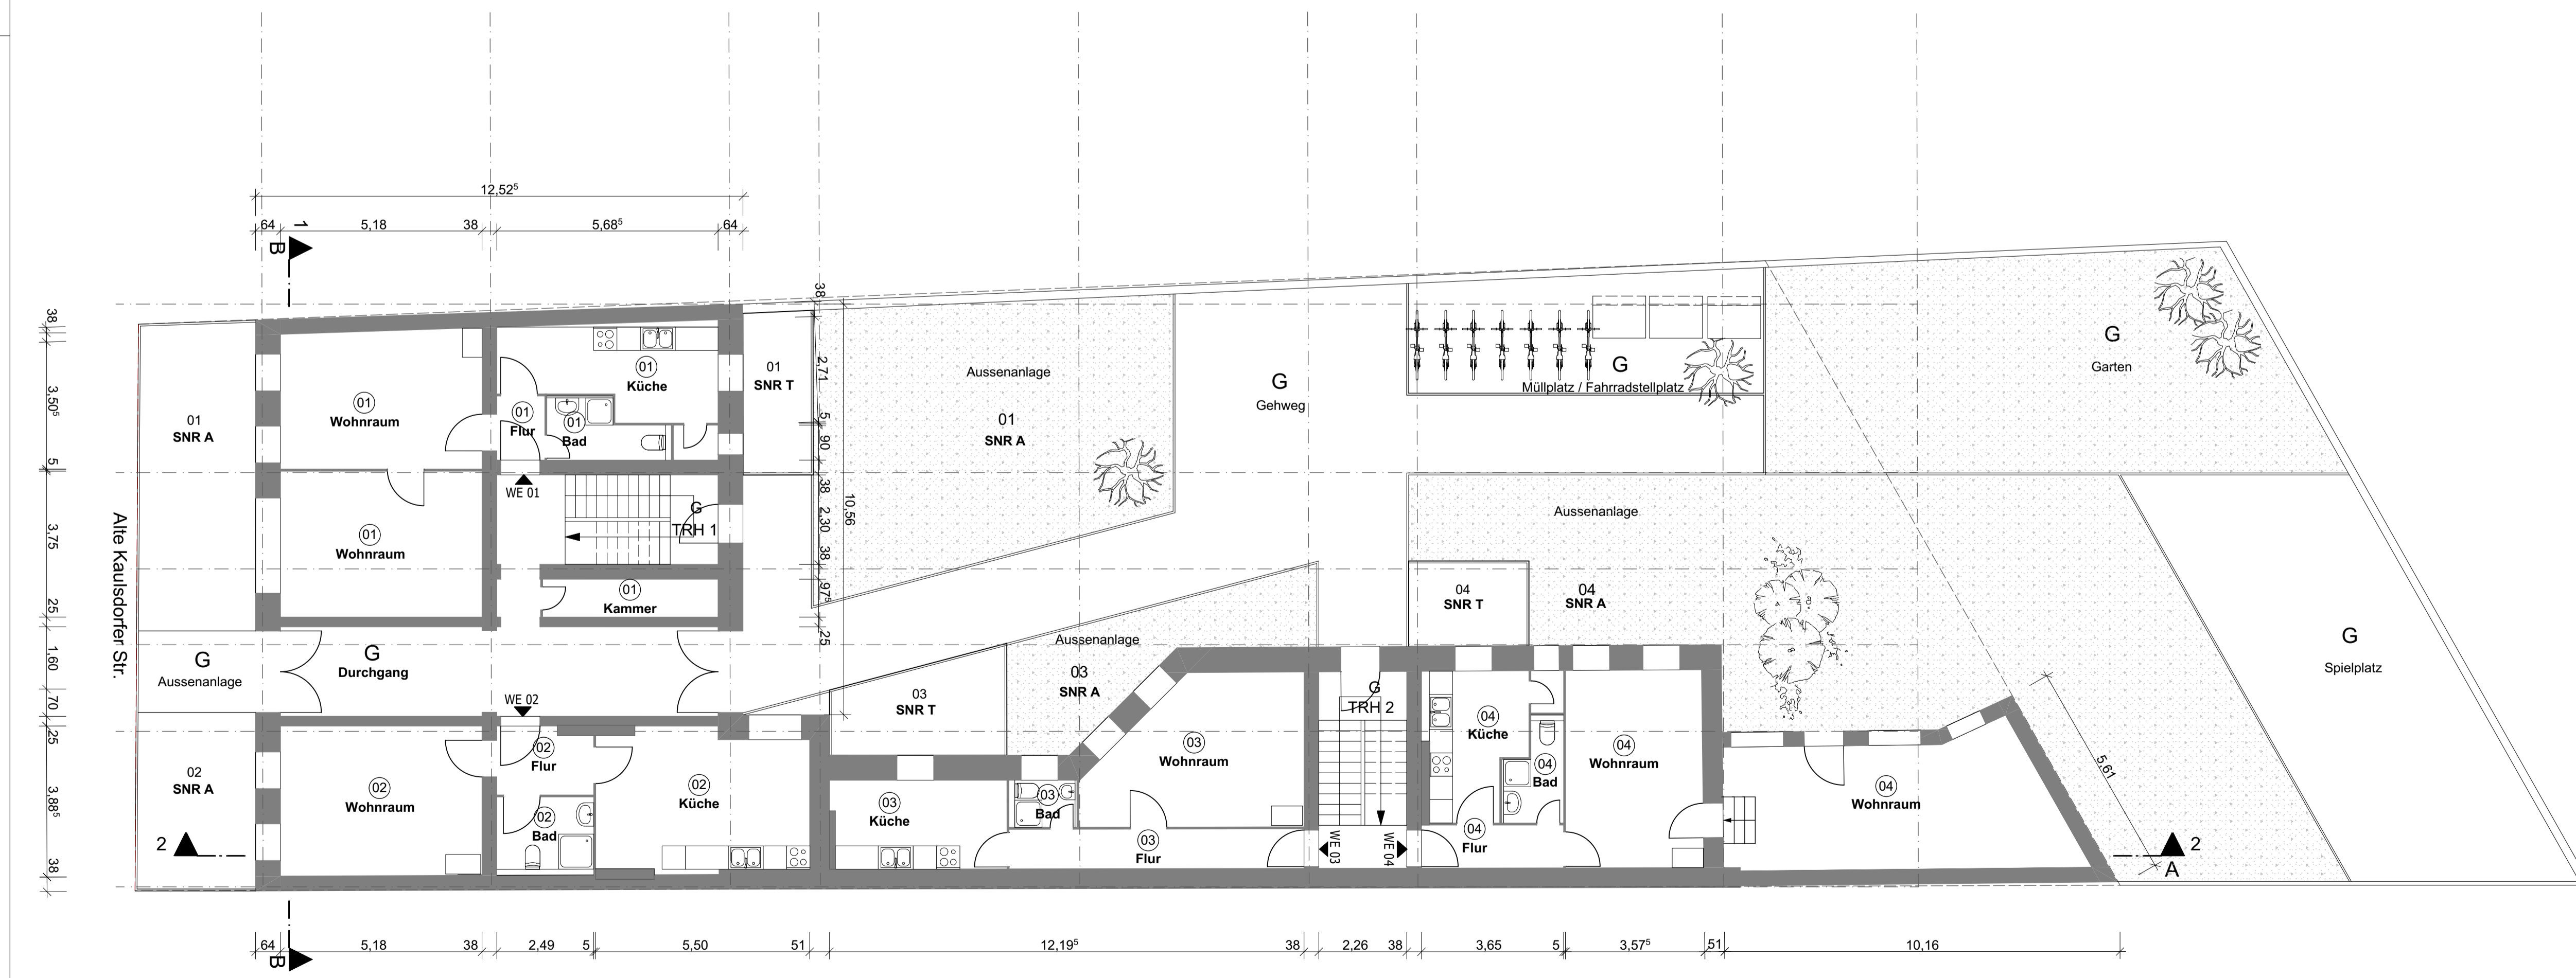 12,52⁵
64
5,18
38
5,68⁵
64
1
B
38
3,50⁵
5
3,75
25
1,60
70
25
3,88⁵
38
Alte Kaulsdorfer Str.
01
SNR A
G
Aussenanlage
02
SNR A
2
01
Wohnraum
01
Wohnraum
01
Flur
01
Bad
01
Küche
WE 01
G
TRH 1
01
Kammer
G
Durchgang
WE 02
02
Wohnraum
02
Flur
02
Bad
02
Küche
01
SNR T
38
2,71
5
90
38
2,30
38
97⁵
25
10,56
Aussenanlage
01
SNR A
G
Gehweg
G
Müllplatz / Fahrradstellplatz
G
Garten
Aussenanlage
03
SNR A
03
SNR T
03
Küche
03
Bad
03
Wohnraum
03
Flur
G
TRH 2
WE 03
WE 04
Aussenanlage
04
SNR T
04
SNR A
04
Küche
04
Bad
04
Flur
04
Wohnraum
04
Wohnraum
5,61
G
Spielplatz
2
A
B
64
5,18
38
2,49
5
5,50
51
12,19⁵
38
2,26
38
3,65
5
3,57⁵
51
10,16